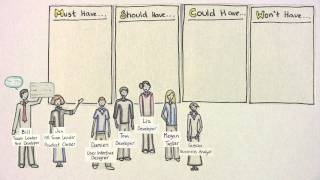 Must Have...
Should Have...
Could Have...
Won't Have...
Bill
Team Leader
Jen
Product Owner
Damien
User Interface
Designer
Tom
Developer
Liz
Developer
Megan
Tester
Business Analyst